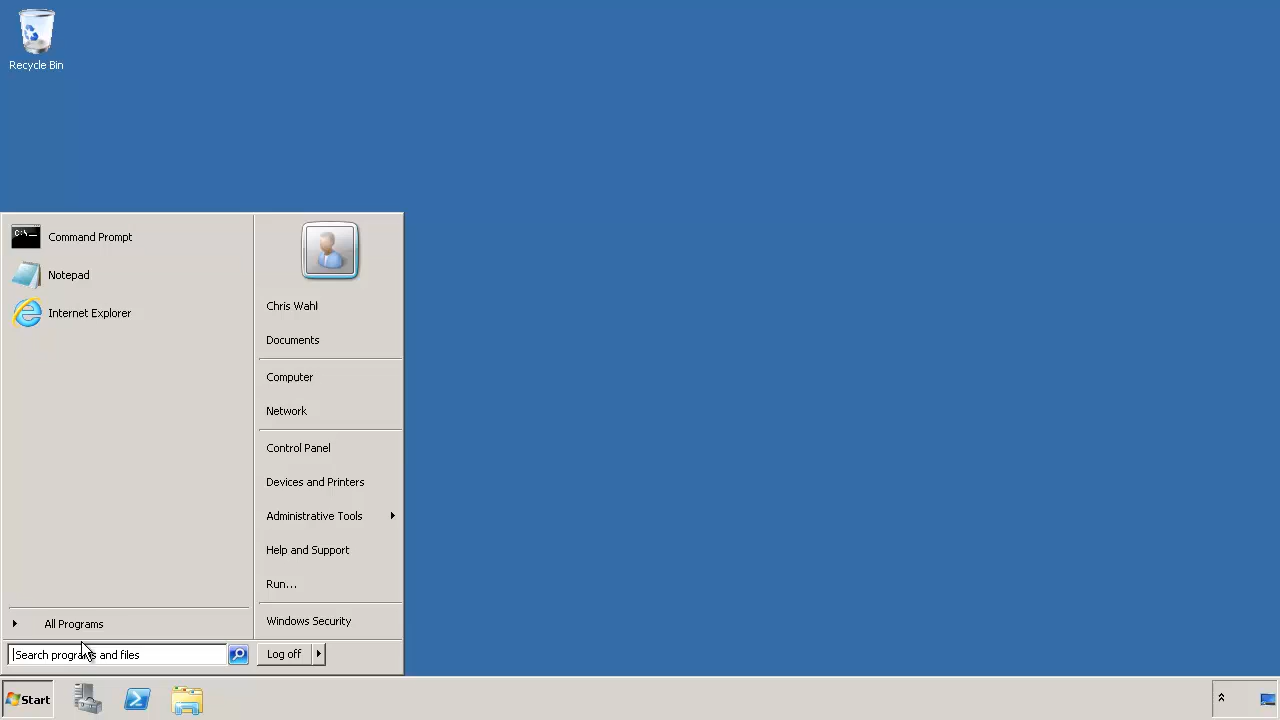 Recycle Bin
Command Prompt
Notepad
Internet Explorer
All Programs
Search programs and files
Chris Wahl
Documents
Computer
Network
Control Panel
Devices and Printers
Administrative Tools
Help and Support
Run...
Windows Security
Log off
Start